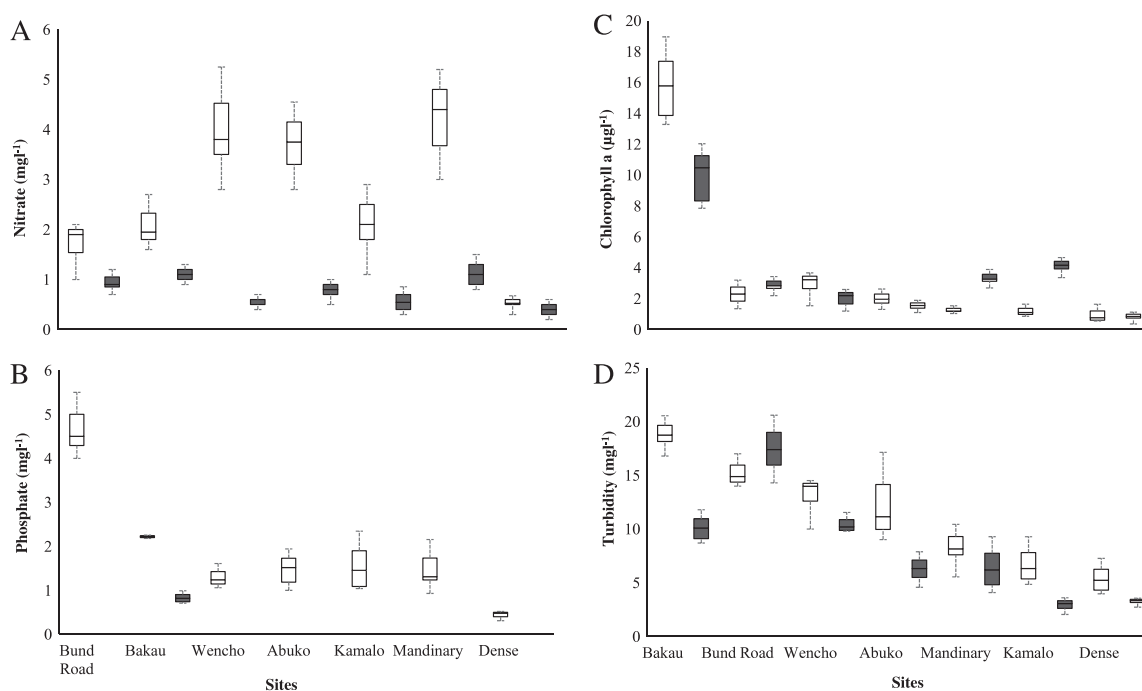 A
6
5
4
3
2
1
0
Nitrate (mgl-1)
B
6
5
4
3
2
1
0
Phosphate (mgl-1)
Bund Road
Bakau
Wencho
Abuko
Kamalo
Mandinary
Dense
Sites
C
20
18
16
14
12
10
8
6
4
2
0
Chlorophyll a (µgl-1)
D
25
20
15
10
5
0
Turbidity (mgl-1)
Bakau
Bund Road
Wencho
Abuko
Mandinary
Kamalo
Dense
Sites